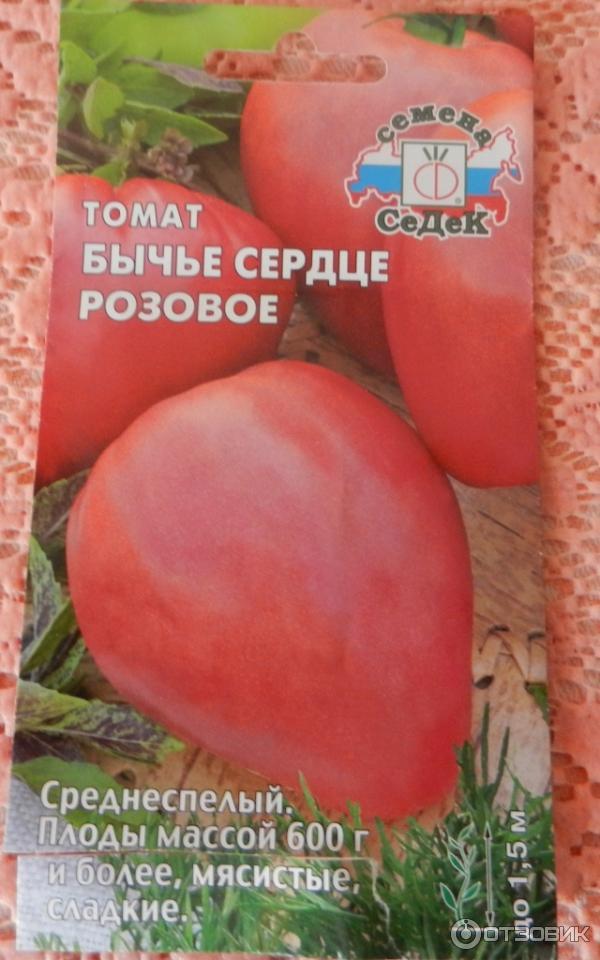 семена
СеДеК
ТОМАТ
БЫЧЬЕ СЕРДЦЕ
РОЗОВОЕ
Среднеспелый.
Плоды массой 600 г
и более, мясистые,
сладкие.
до 1,5 м
ОТЗОВИК